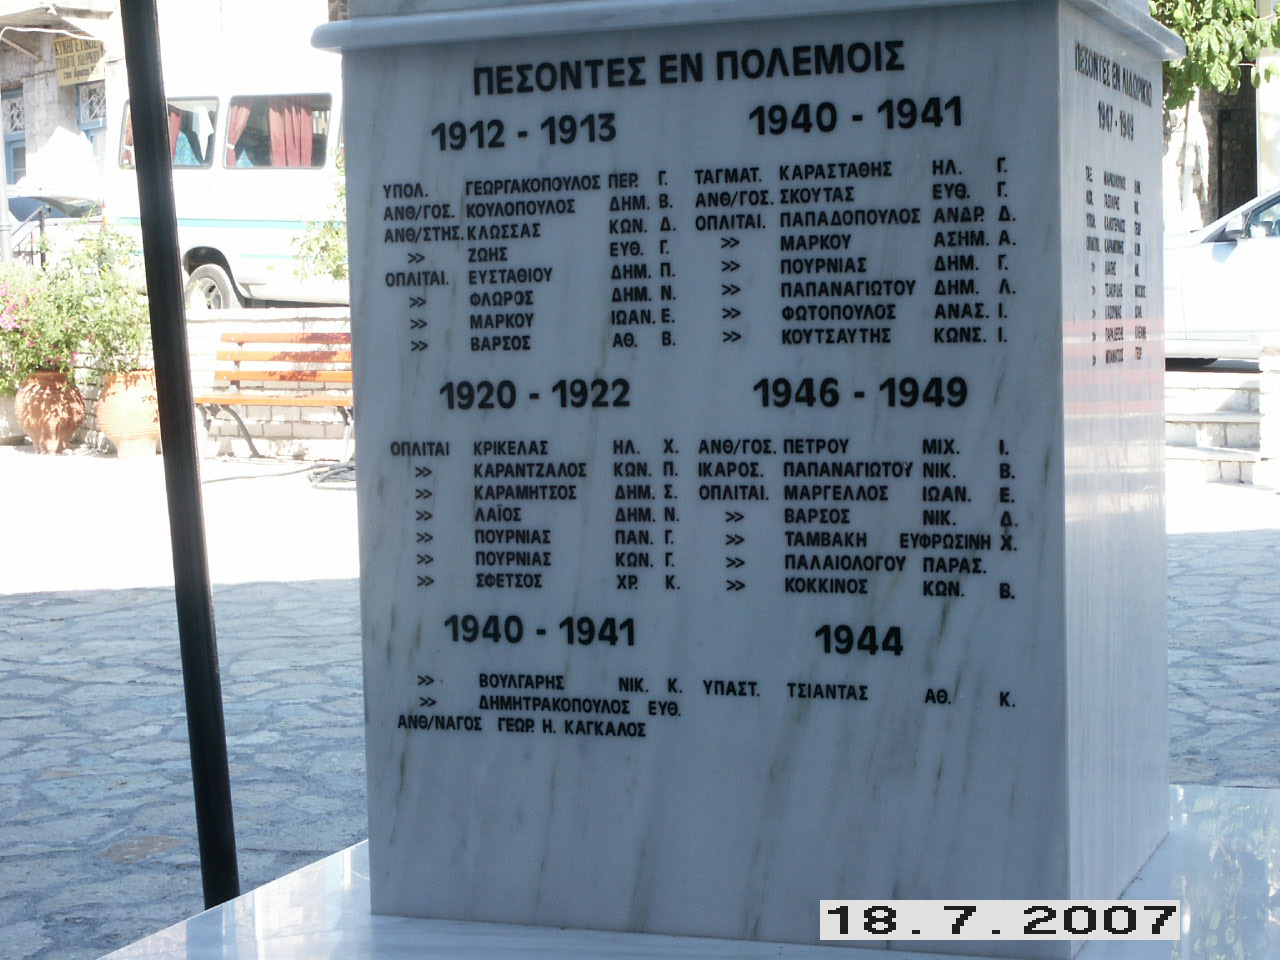 ΠΕΣΟΝΤΕΣ ΕΝ ΠΟΛΕΜΟΙΣ
1912 - 1913
ΥΠΟΛ. ΓΕΩΡΓΑΚΟΠΟΥΛΟΣ ΠΕΡ. Γ.
ΑΝΘ/ΓΟΣ. ΚΟΥΛΟΠΟΥΛΟΣ ΔΗΜ. Β.
ΑΝΘ/ΣΤΗΣ. ΚΛΩΣΣΑΣ ΚΩΝ. Δ.
» ΖΩΗΣ ΕΥΘ. Γ.
ΟΠΛΙΤΑΙ. ΕΥΣΤΑΘΙΟΥ ΔΗΜ. Π.
» ΦΛΩΡΟΣ ΔΗΜ. Ν.
» ΜΑΡΚΟΥ ΙΩΑΝ. Ε.
» ΒΑΡΣΟΣ ΑΘ. Β.
1920 - 1922
ΟΠΛΙΤΑΙ ΚΡΙΚΕΛΑΣ ΗΛ. Χ.
» ΚΑΡΑΝΤΖΑΛΟΣ ΚΩΝ. Π.
» ΚΑΡΑΜΗΤΣΟΣ ΔΗΜ. Σ.
» ΛΑΪΟΣ ΔΗΜ. Ν.
» ΠΟΥΡΝΙΑΣ ΠΑΝ. Γ.
» ΠΟΥΡΝΙΑΣ ΚΩΝ. Γ.
» ΣΦΕΤΣΟΣ ΧΡ. Κ.
1940 - 1941
» ΒΟΥΛΓΑΡΗΣ ΝΙΚ. Κ.
» ΔΗΜΗΤΡΑΚΟΠΟΥΛΟΣ ΕΥΘ.
ΑΝΘ/ΝΑΓΟΣ ΓΕΩΡ. Η. ΚΑΓΚΑΛΟΣ
1940 - 1941
ΤΑΓΜΑΤ. ΚΑΡΑΣΤΑΘΗΣ ΗΛ. Γ.
ΑΝΘ/ΓΟΣ. ΣΚΟΥΤΑΣ ΕΥΘ. Γ.
ΟΠΛΙΤΑΙ. ΠΑΠΑΔΟΠΟΥΛΟΣ ΑΝΔΡ. Δ.
» ΜΑΡΚΟΥ ΑΣΗΜ. Α.
» ΠΟΥΡΝΙΑΣ ΔΗΜ. Γ.
» ΠΑΠΑΝΑΓΙΩΤΟΥ ΔΗΜ. Λ.
» ΦΩΤΟΠΟΥΛΟΣ ΑΝΑΣ. Ι.
» ΚΟΥΤΣΑΥΤΗΣ ΚΩΝΣ. Ι.
1946 - 1949
ΑΝΘ/ΓΟΣ. ΠΕΤΡΟΥ ΜΙΧ. Ι.
ΙΚΑΡΟΣ. ΠΑΠΑΝΑΓΙΩΤΟΥ ΝΙΚ. Β.
ΟΠΛΙΤΑΙ. ΜΑΡΓΕΛΛΟΣ ΙΩΑΝ. Ε.
» ΒΑΡΣΟΣ ΝΙΚ. Δ.
» ΤΑΜΒΑΚΗ ΕΥΦΡΩΣΙΝΗ Χ.
» ΠΑΛΑΙΟΛΟΓΟΥ ΠΑΡΑΣ.
» ΚΟΚΚΙΝΟΣ ΚΩΝ. Β.
1944
ΥΠΑΣΤ. ΤΣΙΑΝΤΑΣ ΑΘ. Κ.
ΠΕΣΟΝΤΕΣ ΕΝ ΛΙΔΩΡΙΚΙΩ
1947 - 1949
18.7.2007